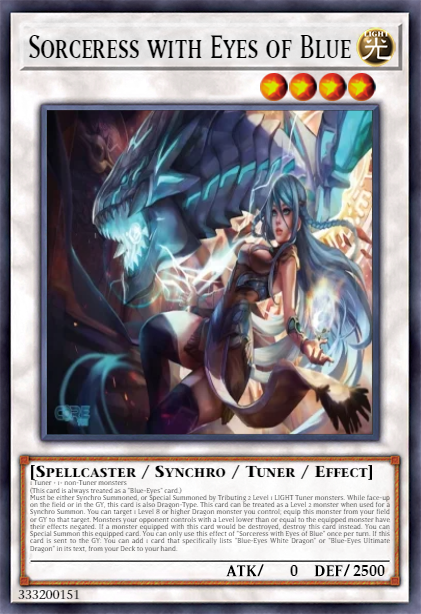 SORCERESS WITH EYES OF BLUE
LIGHT
光
[SPELLCASTER / SYNCHRO / TUNER / EFFECT]
1 Tuner + 1+ non-Tuner monsters
(This card is always treated as a "Blue-Eyes" card.)
Must be either Synchro Summoned, or Special Summoned by Tributing 2 Level 1 LIGHT Tuner monsters. While face-up
on the field or in the GY, this card is also Dragon-Type. This card can be treated as a Level 2 monster when used for a
Synchro Summon. You can target 1 Level 8 or higher Dragon monster you control; equip this monster from your field
or GY to that target. Monsters your opponent controls with a Level lower than or equal to the equipped monster have
their effects negated. If a monster equipped with this card would be destroyed, destroy this card instead. You can
Special Summon this equipped card. You can only use this effect of "Sorceress with Eyes of Blue" once per turn. If this
card is sent to the GY: You can add 1 card that specifically lists "Blue-Eyes White Dragon" or "Blue-Eyes Ultimate
Dragon" in its text, from your Deck to your hand.
ATK/ 0 DEF/2500
333200151